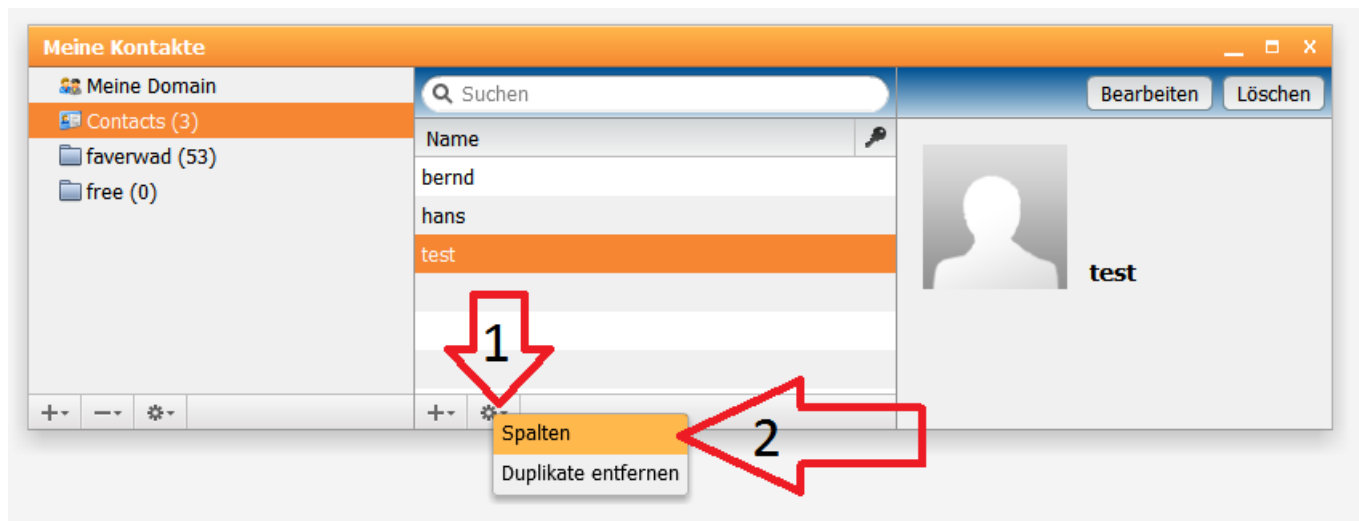 Meine Kontakte
Meine Domain
Contacts (3)
faverwad (53)
free (0)
Suchen
Name
bernd
hans
test
Bearbeiten
Löschen
test
1
2
Spalten
Duplikate entfernen